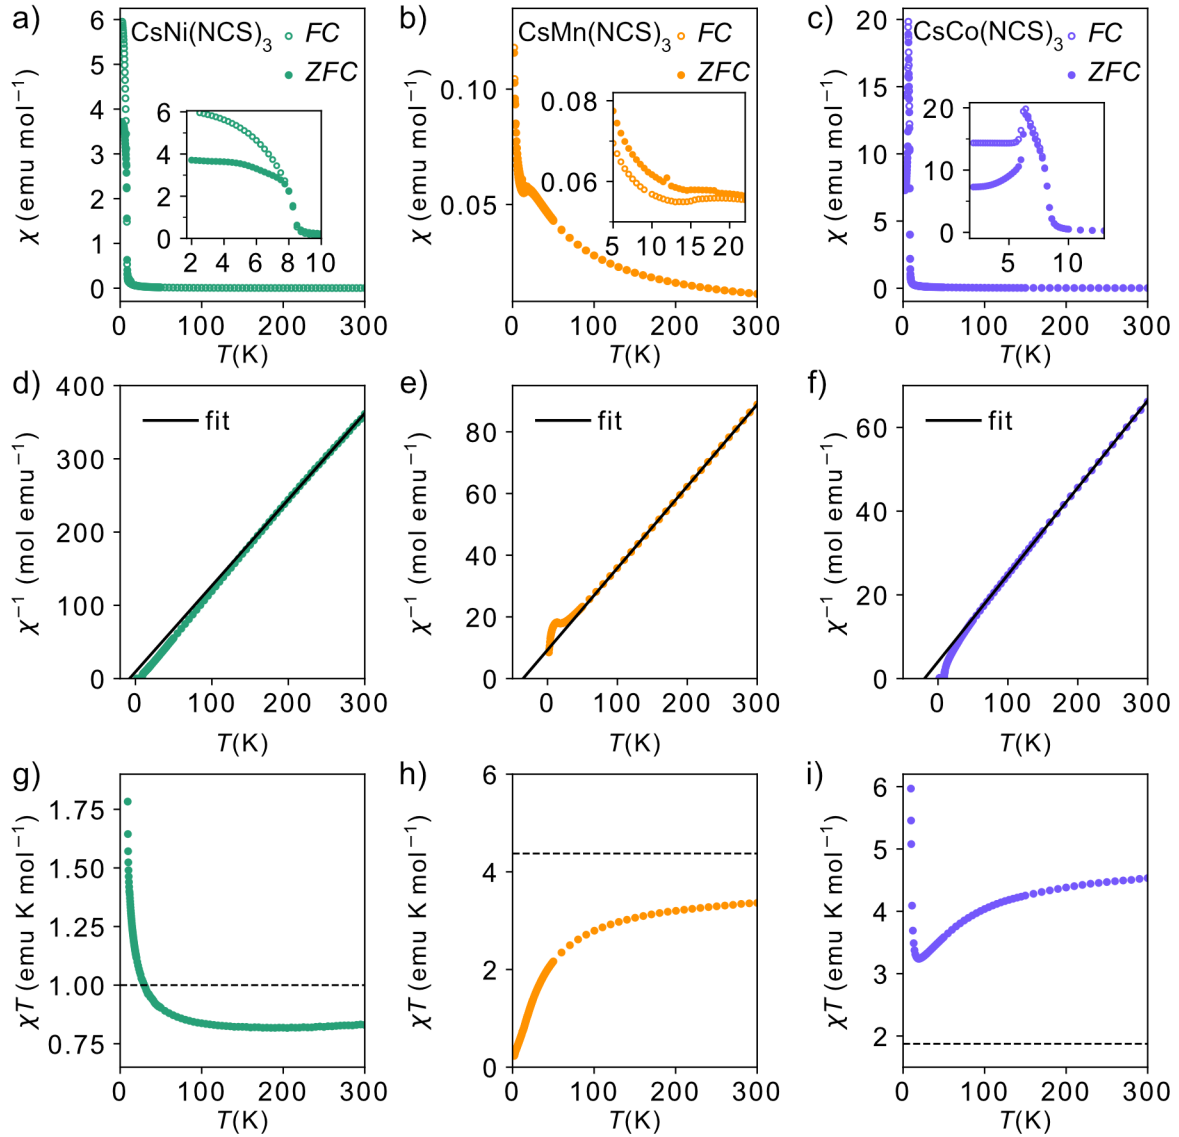 a)
CsNi(NCS)₃ FC
ZFC
χ (emu mol⁻¹)
6
5
4
3
2
1
0
6
4
2
0
2 4 6 8 10
0 100 200 300
T(K)
b)
CsMn(NCS)₃ FC
ZFC
χ (emu mol⁻¹)
0.10
0.05
0.08
0.06
5 10 15 20
0 100 200 300
T(K)
c)
CsCo(NCS)₃ FC
ZFC
χ (emu mol⁻¹)
20
18
15
12
10
8
5
2
0
20
10
0
5 10
0 100 200 300
T(K)
d)
fit
χ⁻¹ (mol emu⁻¹)
400
300
200
100
0
0 100 200 300
T(K)
e)
fit
χ⁻¹ (mol emu⁻¹)
80
60
40
20
0
0 100 200 300
T(K)
f)
fit
χ⁻¹ (mol emu⁻¹)
60
40
20
0
0 100 200 300
T(K)
g)
χT (emu K mol⁻¹)
1.75
1.50
1.25
1.00
0.75
0 100 200 300
T(K)
h)
χT (emu K mol⁻¹)
6
4
2
0
0 100 200 300
T(K)
i)
χT (emu K mol⁻¹)
6
5
4
3
2
0 100 200 300
T(K)